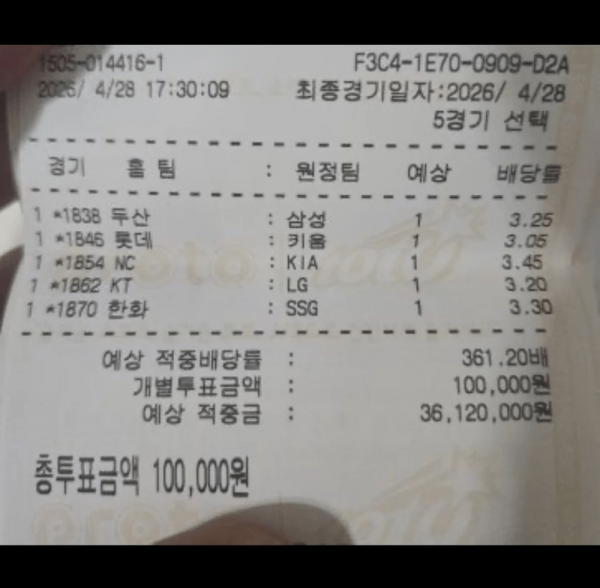 1505-014416-1 F3C4-1E70-0909-D2A
2026/ 4/28 17:30:09 최종경기일자:2026/ 4/28
5경기 선택
경기 홈 팀 : 원정팀 예상 배당률
1 *1838 두산 : 삼성 1 3.25
1 *1846 롯데 : 키움 1 3.05
1 *1854 NC : KIA 1 3.45
1 *1862 KT : LG 1 3.20
1 *1870 한화 : SSG 1 3.30
예상 적중배당률 : 361.20배
개별투표금액 : 100,000원
예상 적중금 : 36,120,000원
총투표금액 100,000원